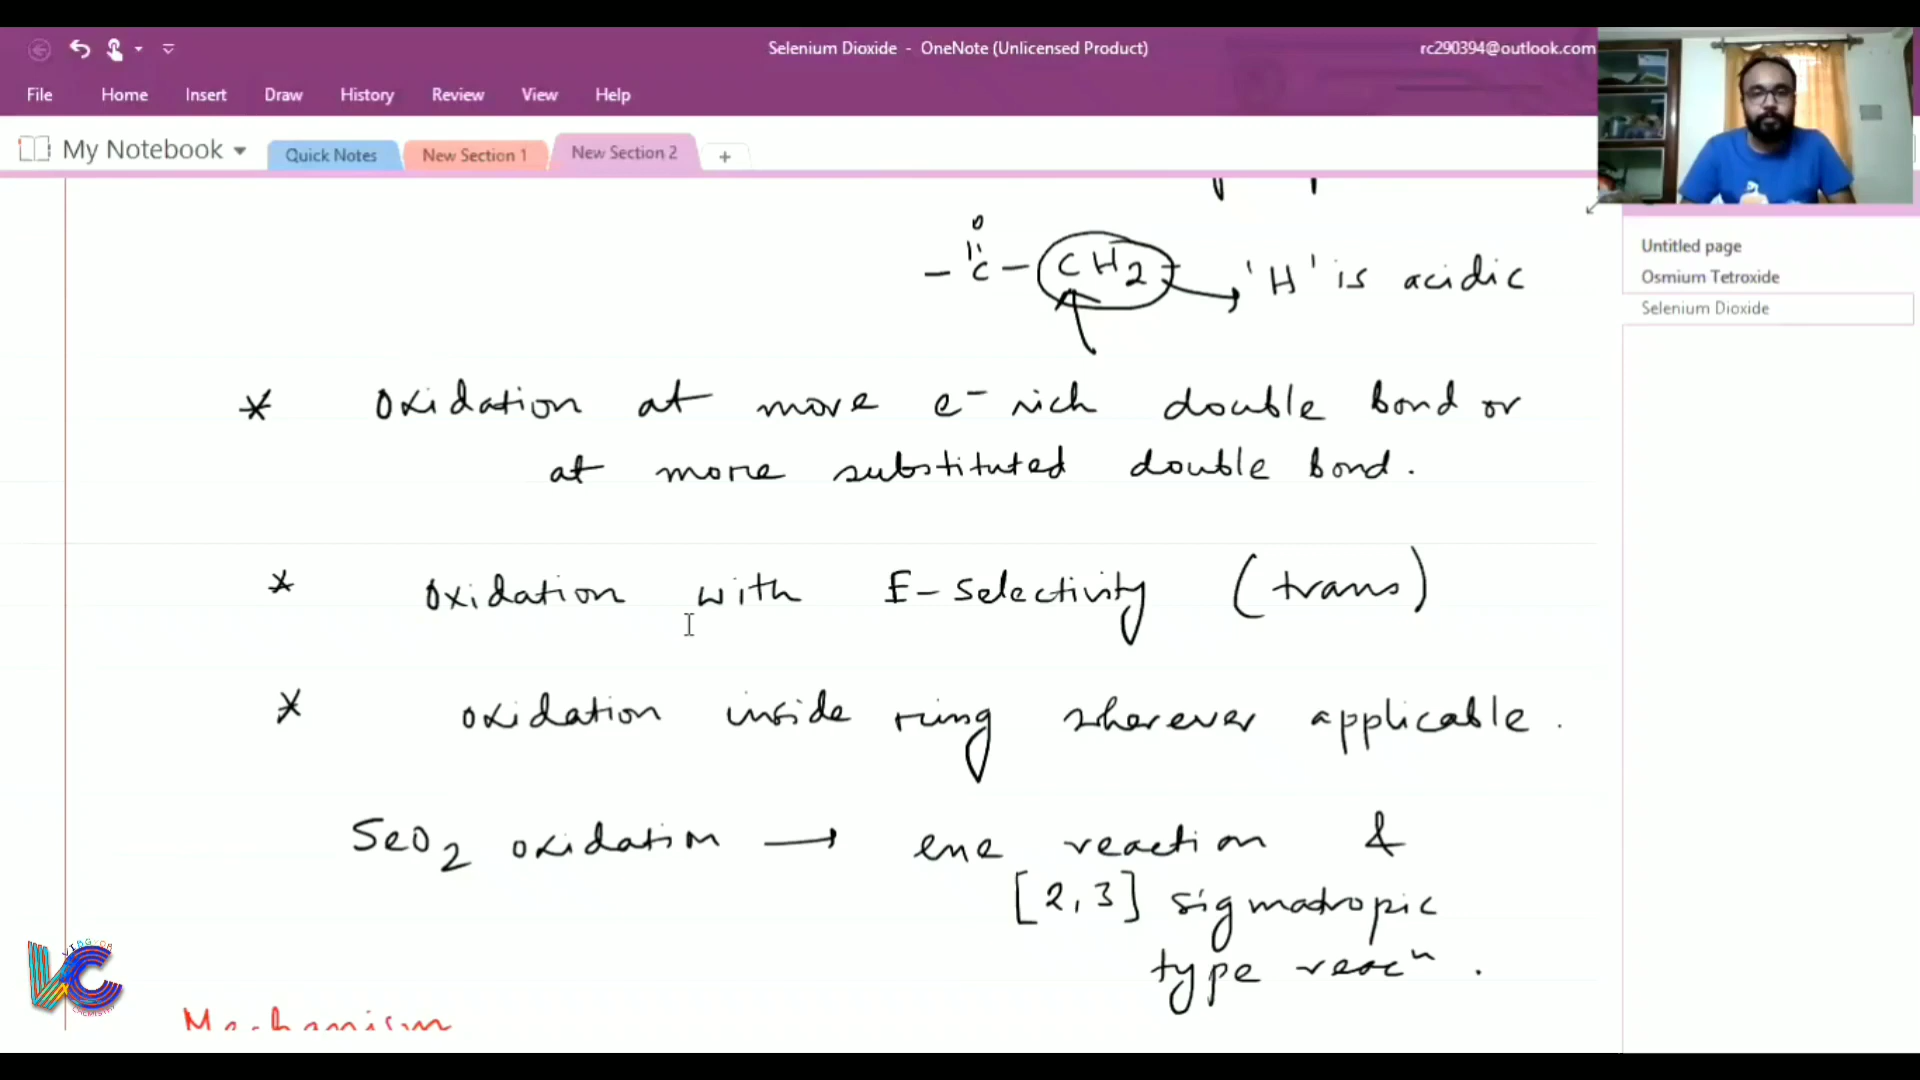 Selenium Dioxide - OneNote (Unlicensed Product)
rc290394@outlook.com
File Home Insert Draw History Review View Help
My Notebook
Quick Notes
New Section 1
New Section 2
+
Untitled page
Osmium Tetroxide
Selenium Dioxide
O
- C - CH2 - 'H' is acidic
* Oxidation at more e- rich double bond or
at more substituted double bond.
* Oxidation with E-selectivity (trans)
* oxidation inside ring wherever applicable.
SeO2 oxidation → ene reaction &
[2,3] sigmatropic
type reacn.
Mechanism
VC
CHEMISTRY